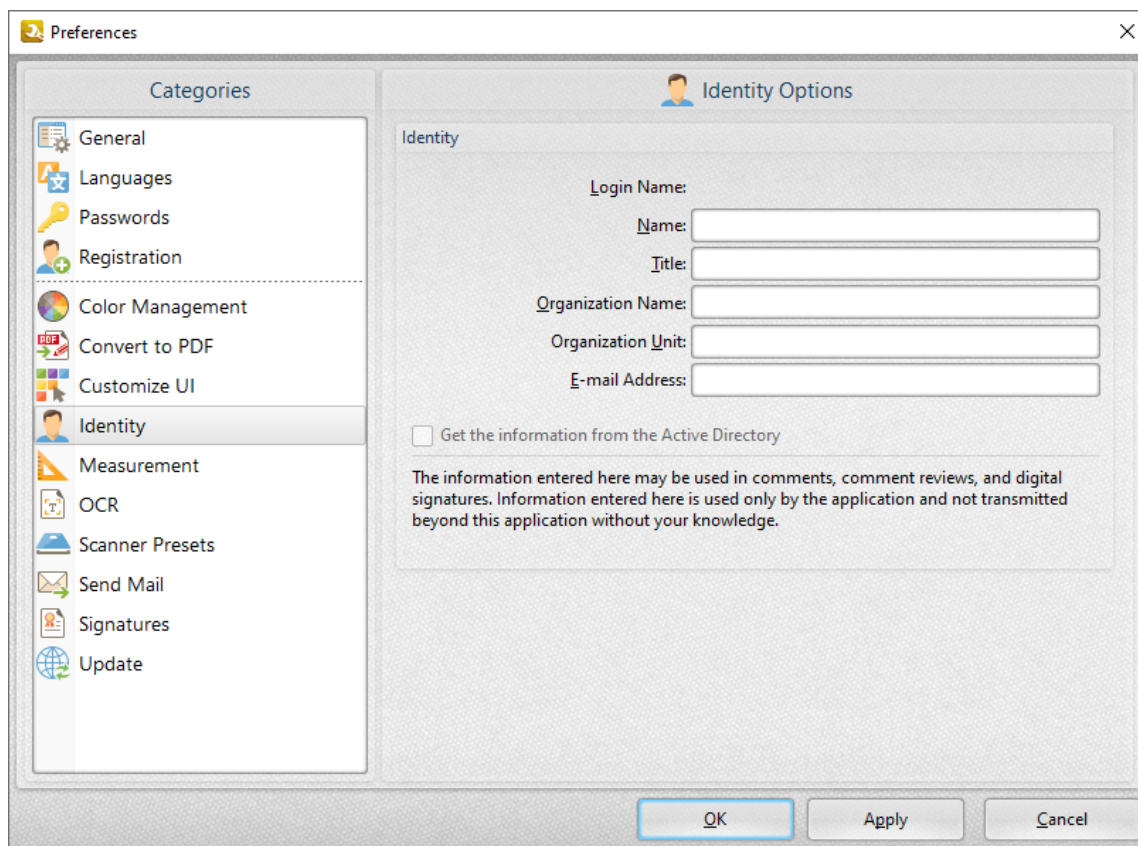 Preferences
Categories
General
Languages
Passwords
Registration
Color Management
Convert to PDF
Customize UI
Identity
Measurement
OCR
Scanner Presets
Send Mail
Signatures
Update
Identity Options
Identity
Login Name:
Name:
Title:
Organization Name:
Organization Unit:
E-mail Address:
Get the information from the Active Directory
The information entered here may be used in comments, comment reviews, and digital
signatures. Information entered here is used only by the application and not transmitted
beyond this application without your knowledge.
OK
Apply
Cancel